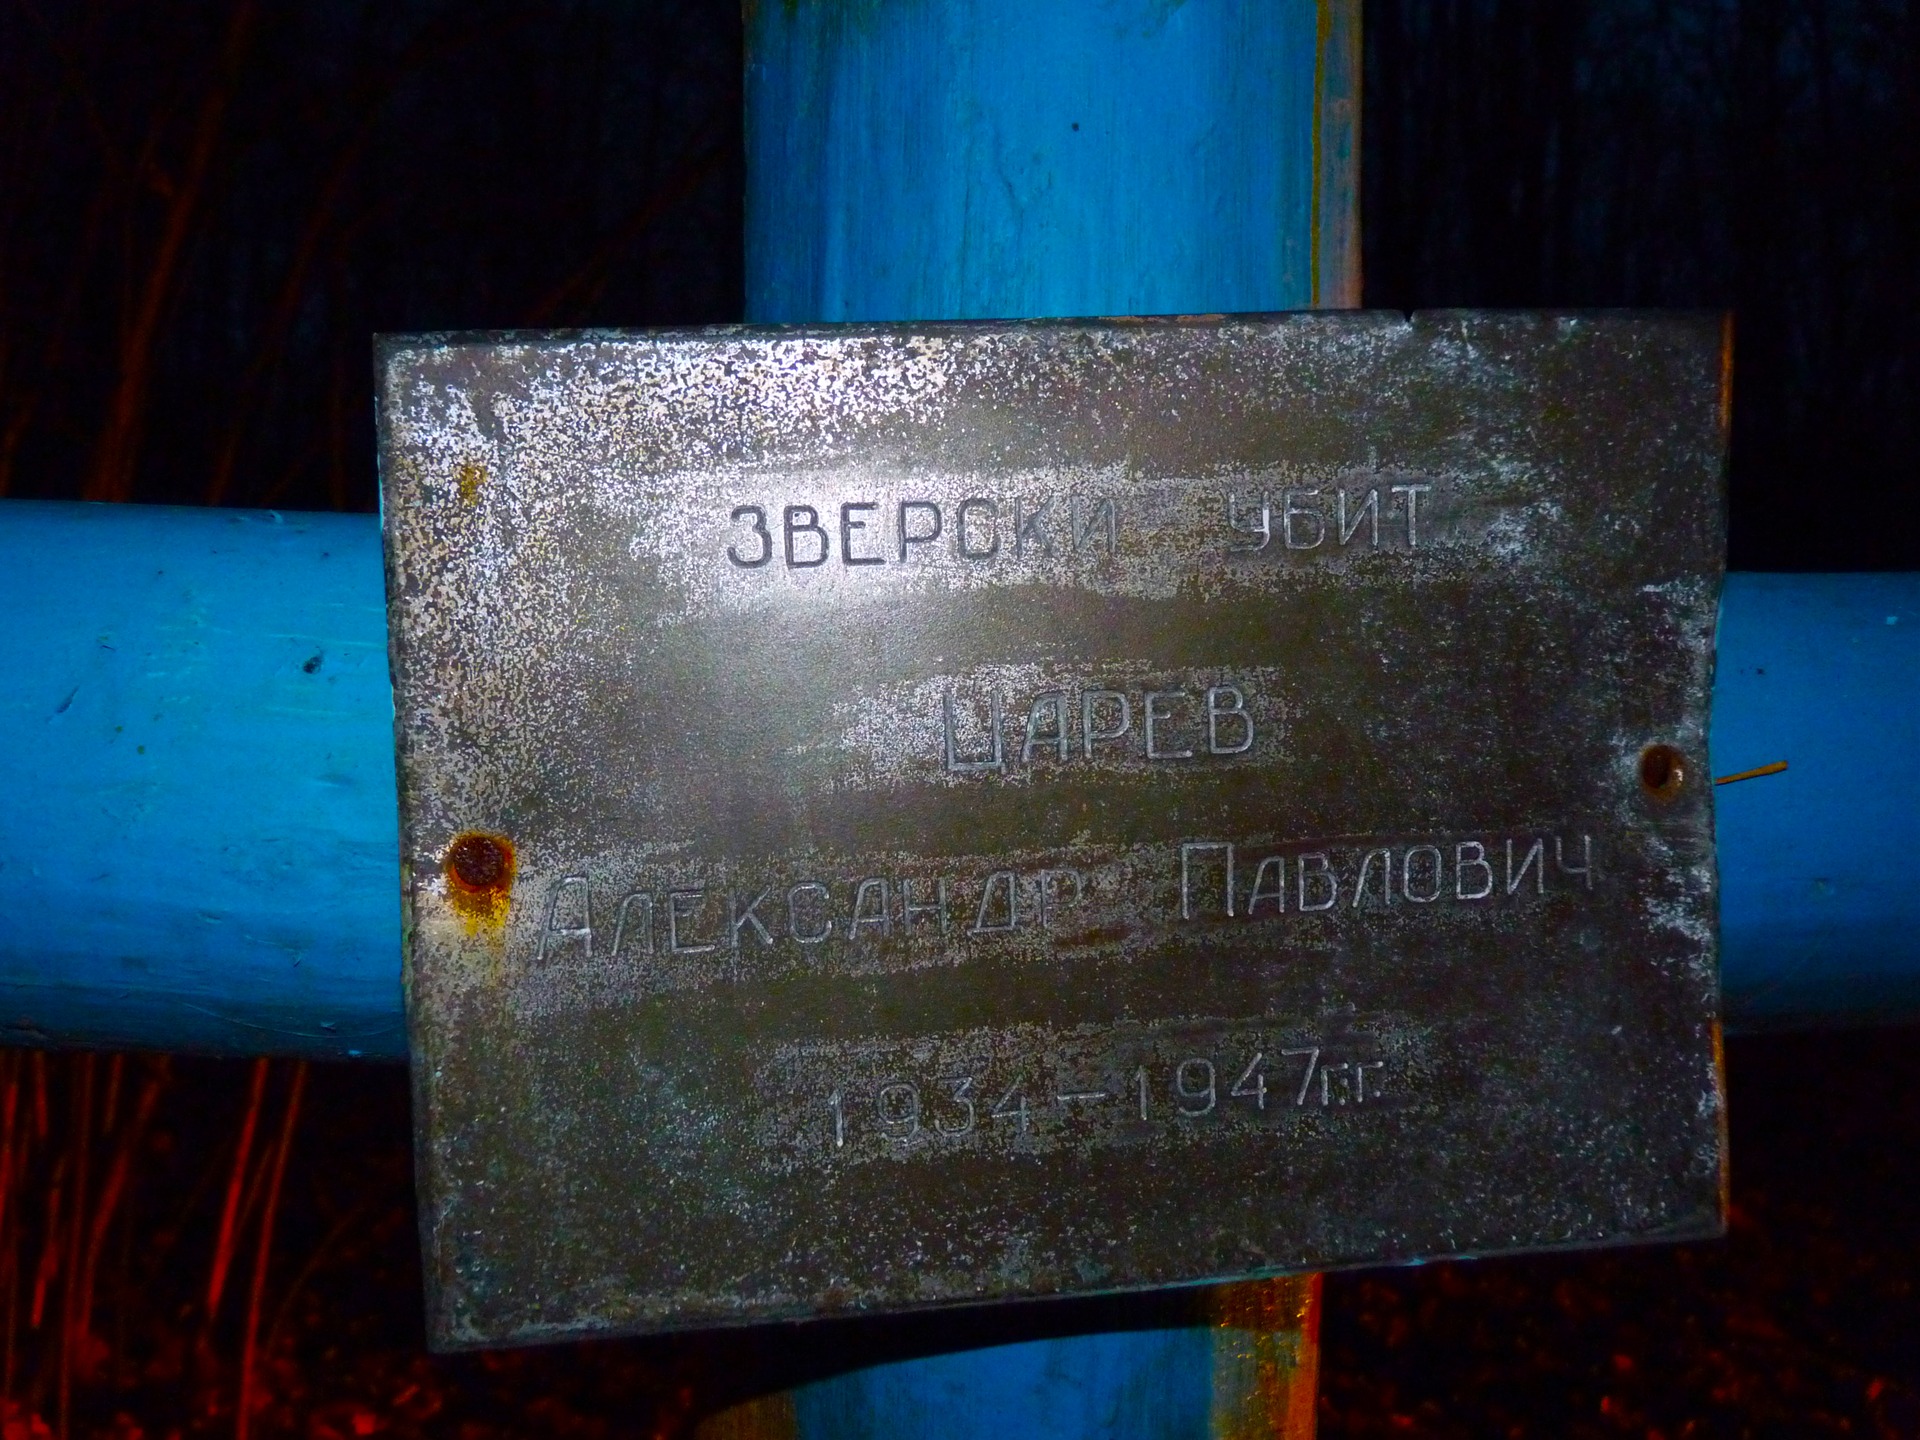 ЗВЕРСКИ УБИТ
ЦАРЕВ
АЛЕКСАНДР ПАВЛОВИЧ
1934-1947г.г.